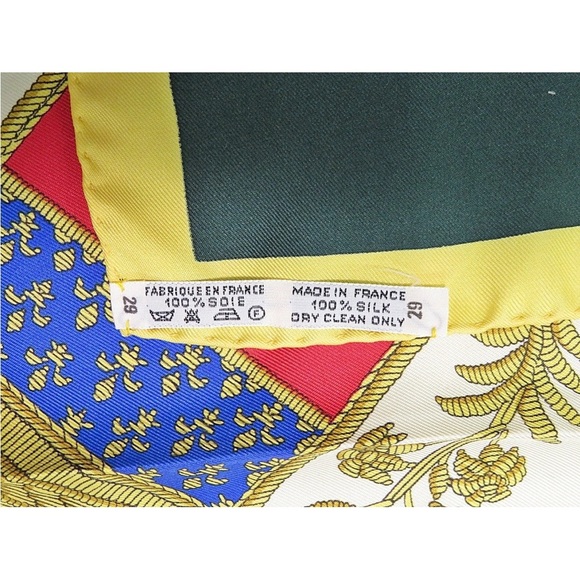 29
FABRIQUE EN FRANCE
100% SOIE
F
MADE IN FRANCE
100% SILK
DRY CLEAN ONLY
29